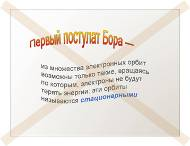 Первый постулат Бора —
из множества электронных орбит
возможны только такие, вращаясь
по которым, электроны не будут
терять энергии: эти орбиты
называются стационарными